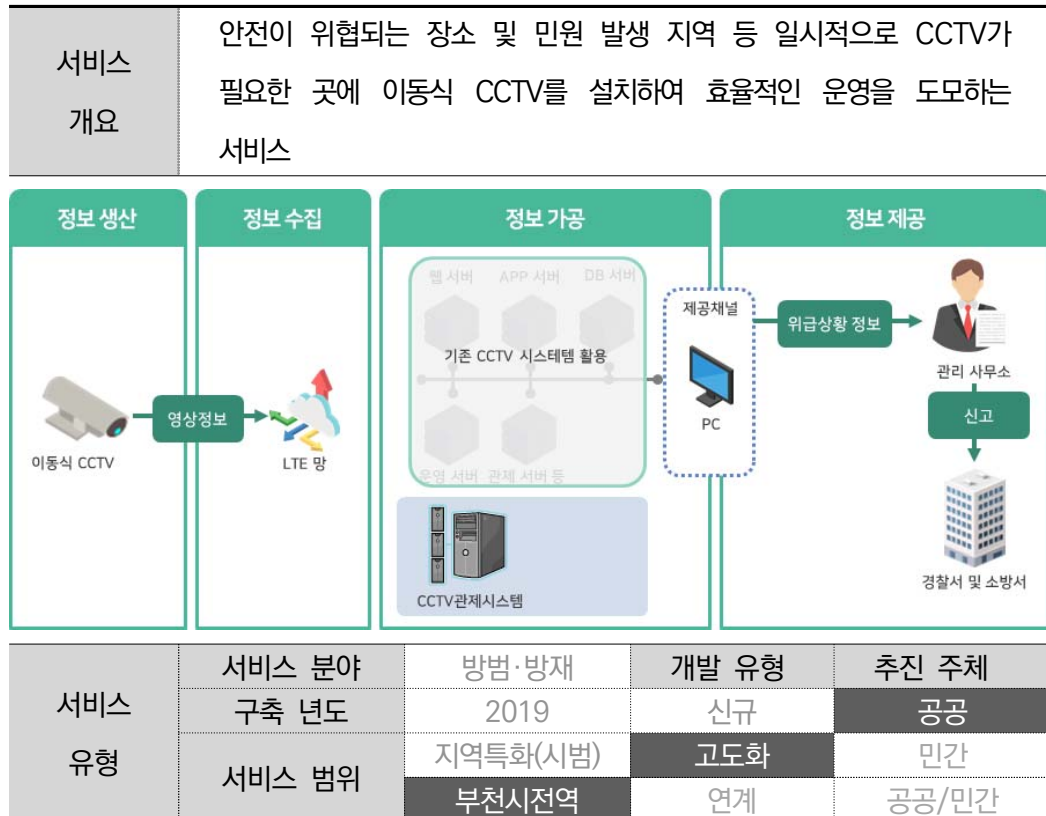 서비스
개요
안전이 위협되는 장소 및 민원 발생 지역 등 일시적으로 CCTV가
필요한 곳에 이동식 CCTV를 설치하여 효율적인 운영을 도모하는
서비스
정보 생산
정보 수집
정보 가공
정보 제공
이동식 CCTV
영상정보
LTE 망
웹 서버 APP 서버 DB 서버
기존 CCTV 시스테템 활용
운영 서버 관제 서버 등
CCTV관제시스템
제공채널
PC
위급상황 정보
관리 사무소
신고
경찰서 및 소방서
서비스
유형
서비스 분야 방범·방재 개발 유형 추진 주체
구축 년도 2019 신규 공공
서비스 범위
지역특화(시범) 고도화 민간
부천시전역 연계 공공/민간